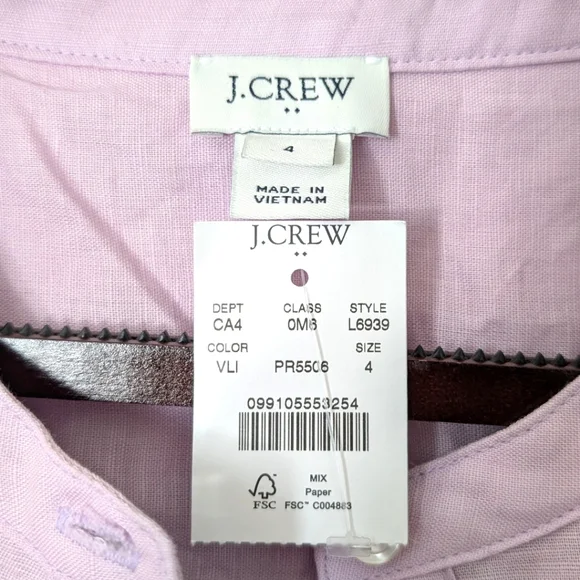 J.CREW
4
MADE IN
VIETNAM
J.CREW
DEPT CLASS STYLE
CA4 0M6 L6939
COLOR SIZE
VLI PR5506 4
099105553254
MIX
Paper
FSC FSC™ C004883